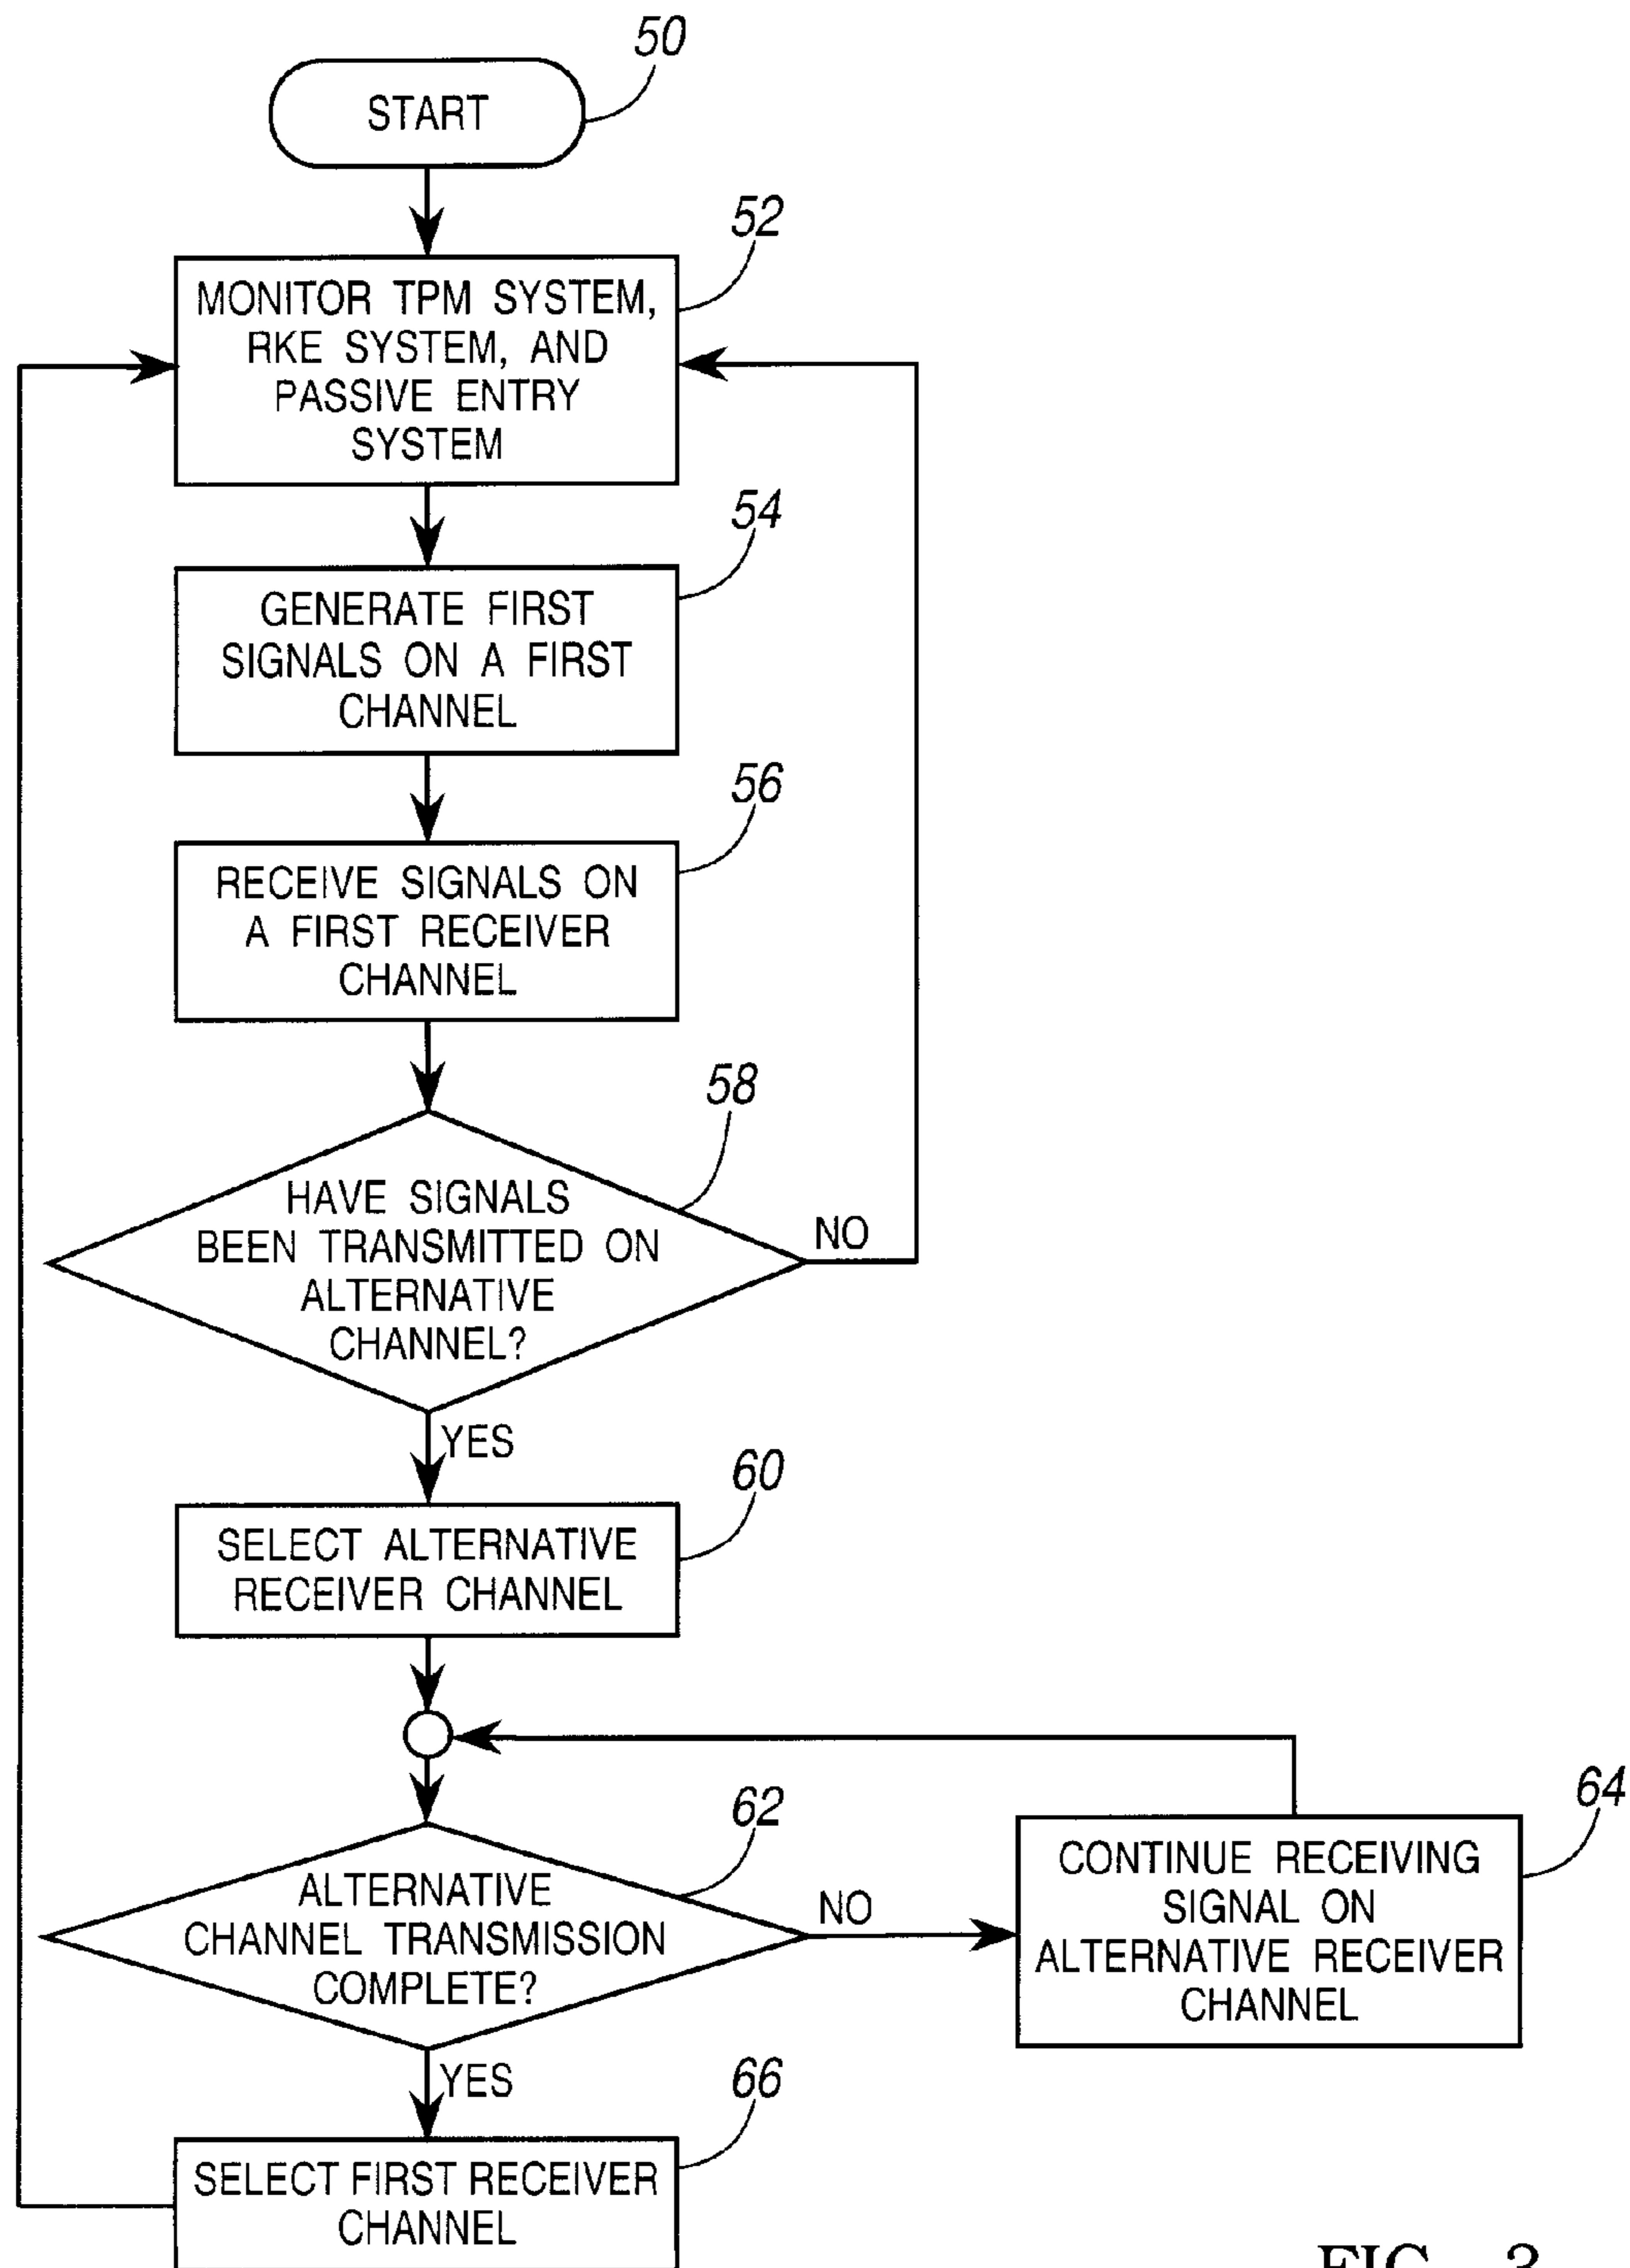 50
START
52
MONITOR TPM SYSTEM,
RKE SYSTEM, AND
PASSIVE ENTRY
SYSTEM
54
GENERATE FIRST
SIGNALS ON A FIRST
CHANNEL
56
RECEIVE SIGNALS ON
A FIRST RECEIVER
CHANNEL
58
HAVE SIGNALS
BEEN TRANSMITTED ON
ALTERNATIVE
CHANNEL?
NO
YES
60
SELECT ALTERNATIVE
RECEIVER CHANNEL
62
ALTERNATIVE
CHANNEL TRANSMISSION
COMPLETE?
NO
64
CONTINUE RECEIVING
SIGNAL ON
ALTERNATIVE RECEIVER
CHANNEL
YES
66
SELECT FIRST RECEIVER
CHANNEL
FIG. 3